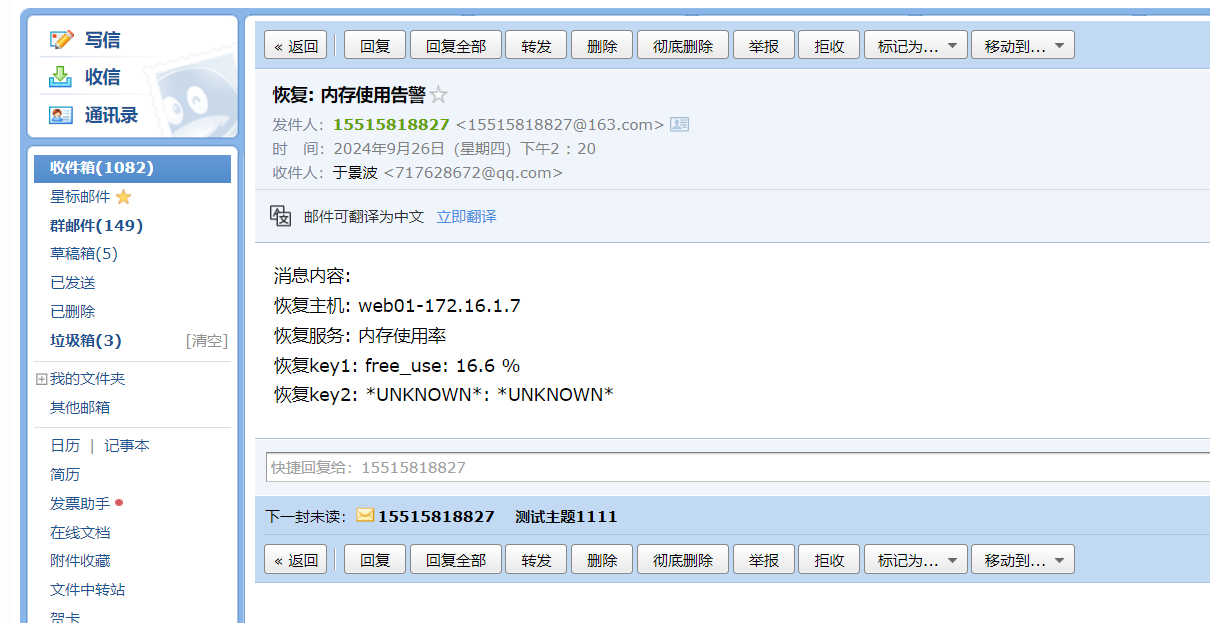 写信
收信
通讯录
收件箱(1082)
星标邮件
群邮件(149)
草稿箱(5)
已发送
已删除
垃圾箱(3) [清空]
我的文件夹
其他邮箱
日历 | 记事本
简历
发票助手
在线文档
附件收藏
文件中转站
贺卡
« 返回 回复 回复全部 转发 删除 彻底删除 举报 拒收 标记为... 移动到...
恢复: 内存使用告警
发件人: 15515818827 <15515818827@163.com>
时 间: 2024年9月26日 (星期四) 下午2 : 20
收件人: 于景波 <717628672@qq.com>
邮件可翻译为中文 立即翻译
消息内容:
恢复主机: web01-172.16.1.7
恢复服务: 内存使用率
恢复key1: free_use: 16.6 %
恢复key2: *UNKNOWN*: *UNKNOWN*
快捷回复给: 15515818827
下一封未读: 15515818827 测试主题1111
« 返回 回复 回复全部 转发 删除 彻底删除 举报 拒收 标记为... 移动到...